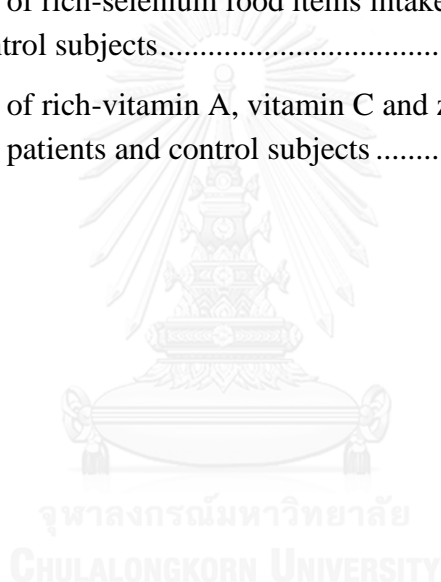 of rich-selenium food items intake
ntrol subjects....................................
of rich-vitamin A, vitamin C and z
patients and control subjects ........
จุฬาลงกรณ์มหาวิทยาลัย
CHULALONGKORN UNIVERSITY